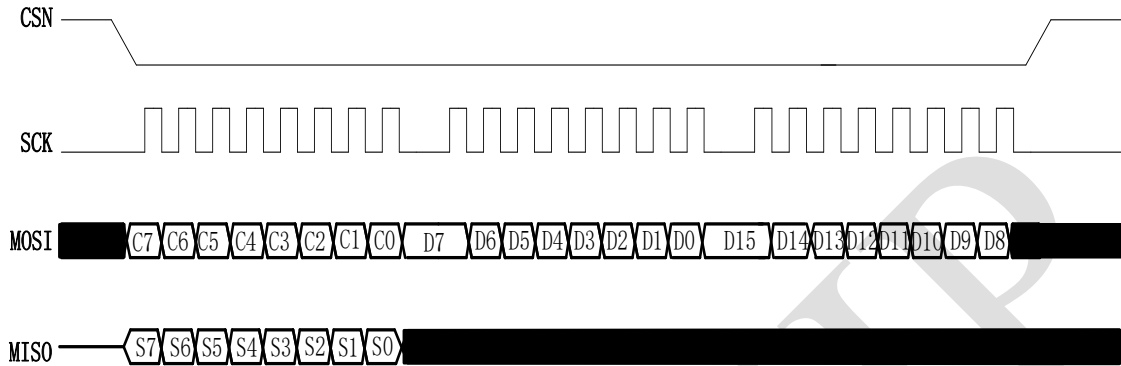 CSN
SCK
MOSI C7 C6 C5 C4 C3 C2 C1 C0 D7 D6 D5 D4 D3 D2 D1 D0 D15 D14 D13 D12 D11 D10 D9 D8
MISO S7 S6 S5 S4 S3 S2 S1 S0